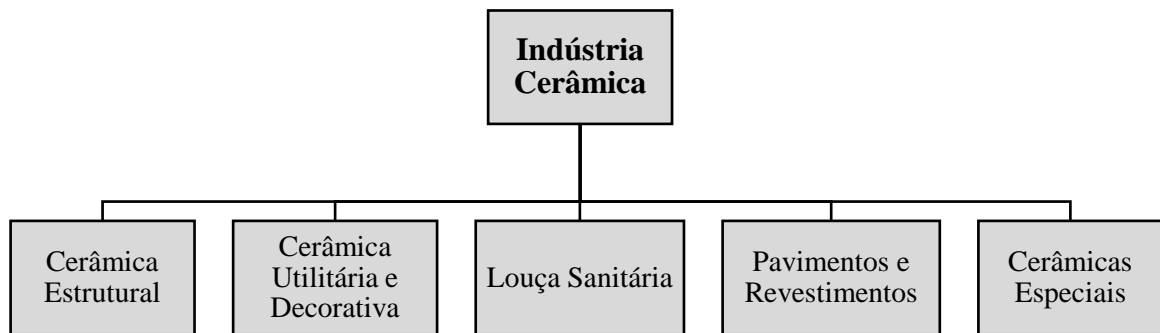 Indústria
Cerâmica
Cerâmica
Estrutural
Cerâmica
Utilitária e
Decorativa
Louça Sanitária
Pavimentos e
Revestimentos
Cerâmicas
Especiais